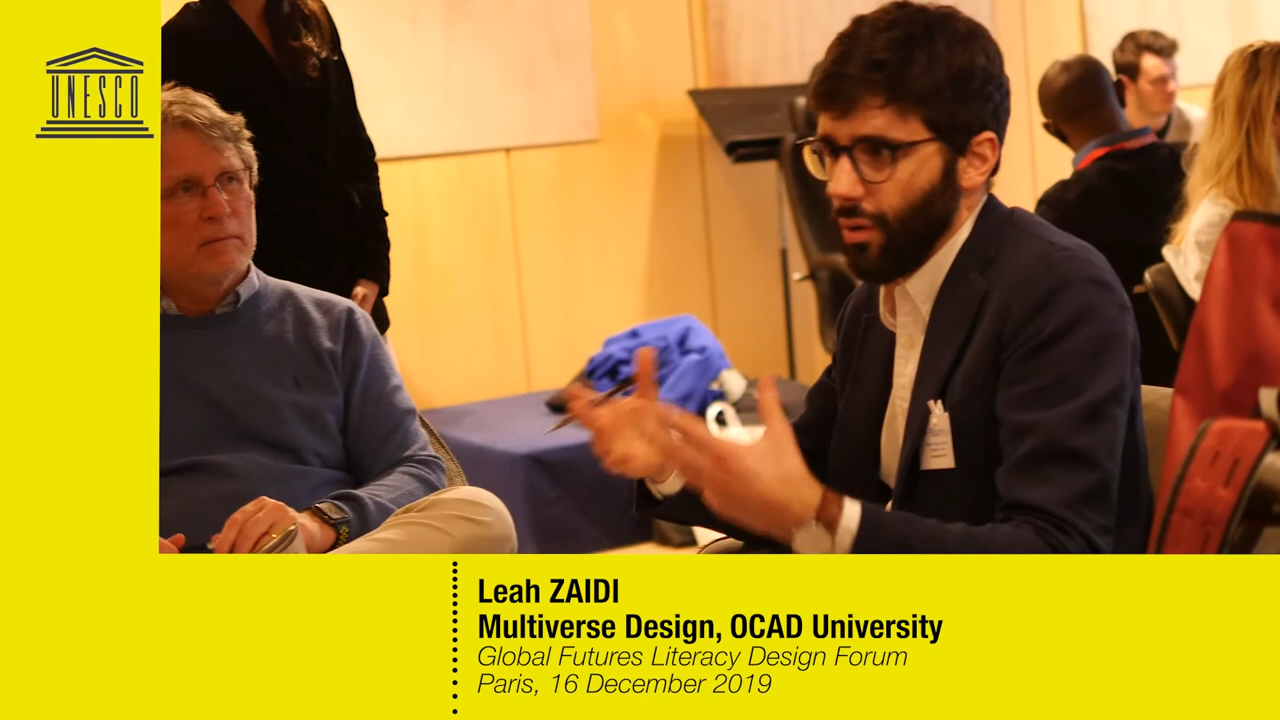 UNESCO
Leah ZAIDI
Multiverse Design, OCAD University
Global Futures Literacy Design Forum
Paris, 16 December 2019